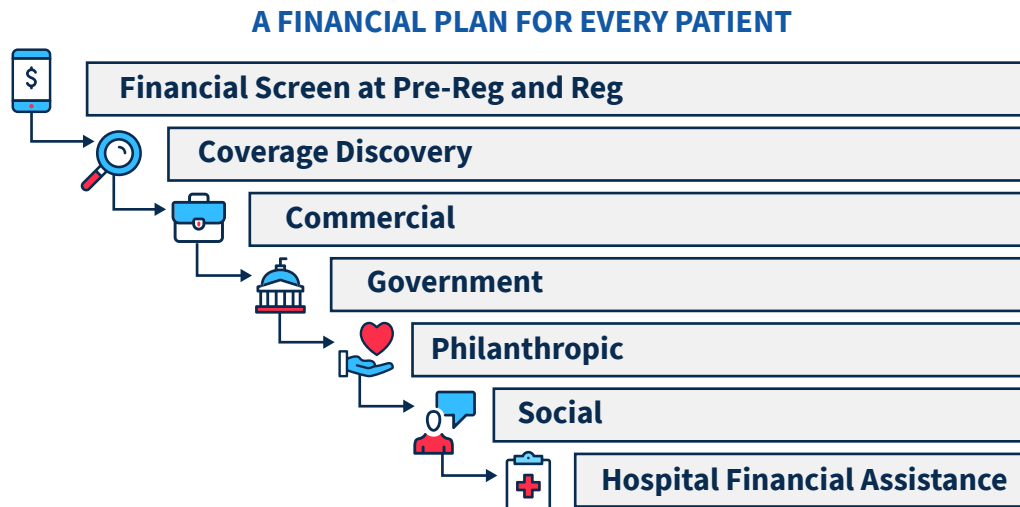 A FINANCIAL PLAN FOR EVERY PATIENT
$
Financial Screen at Pre-Reg and Reg
Coverage Discovery
Commercial
Government
Philanthropic
Social
Hospital Financial Assistance